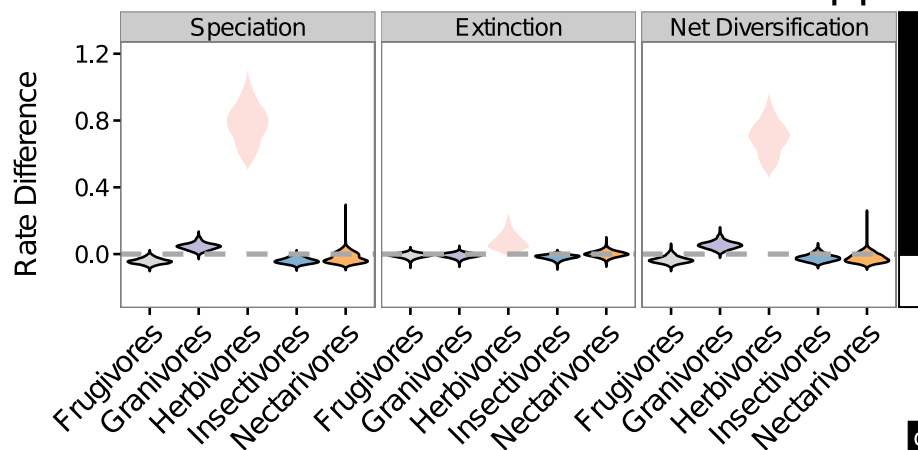 Speciation
Extinction
Net Diversification
Rate Difference
1.2
0.8
0.4
0.0
Frugivores
Granivores
Herbivores
Insectivores
Nectarivores
Frugivores
Granivores
Herbivores
Insectivores
Nectarivores
Frugivores
Granivores
Herbivores
Insectivores
Nectarivores